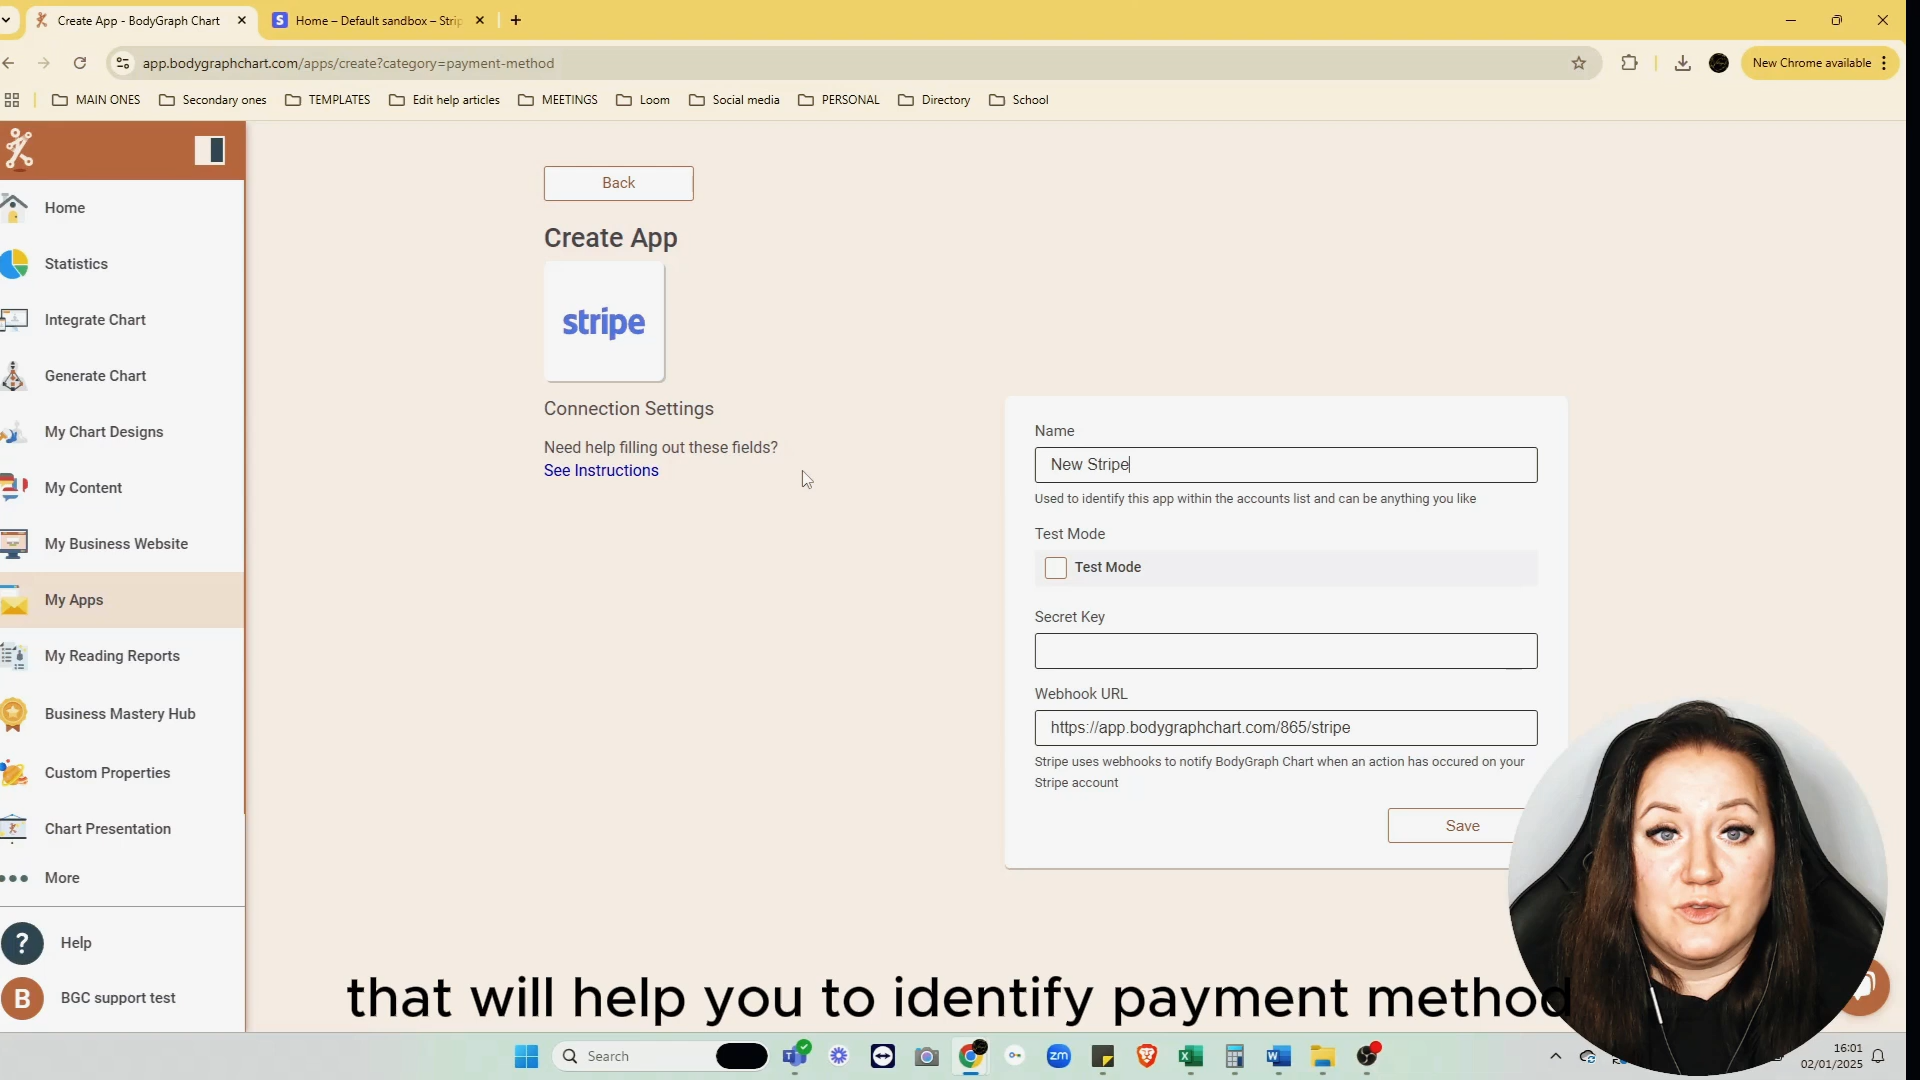 Create App - BodyGraph Chart
Home – Default sandbox – Strip
app.bodygraphchart.com/apps/create?category=payment-method
New Chrome available
MAIN ONES
Secondary ones
TEMPLATES
Edit help articles
MEETINGS
Loom
Social media
PERSONAL
Directory
School
Home
Statistics
Integrate Chart
Generate Chart
My Chart Designs
My Content
My Business Website
My Apps
My Reading Reports
Business Mastery Hub
Custom Properties
Chart Presentation
More
? Help
B BGC support test
Back
Create App
stripe
Connection Settings
Need help filling out these fields?
See Instructions
Name
New Stripe
Used to identify this app within the accounts list and can be anything you like
Test Mode
Test Mode
Secret Key
Webhook URL
https://app.bodygraphchart.com/865/stripe
Stripe uses webhooks to notify BodyGraph Chart when an action has occured on your
Stripe account
Save
that will help you to identify payment method
Search
zm
16:01
02/01/2025